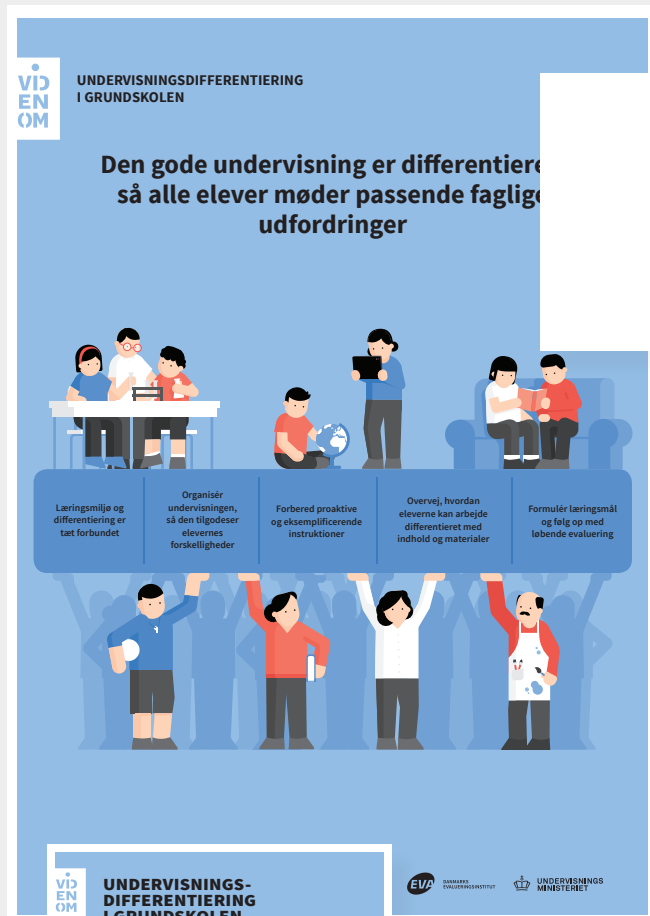 VID
EN
OM
UNDERVISNINGSDIFFERENTIERING
I GRUNDSKOLEN
Den gode undervisning er
så alle elever møder passende faglige
udfordringer
Læringsmiljø og
differentiering er
tæt forbundet
Organisér
undervisningen,
så den tilgodeser
elevernes
forskelligheder
Forbered proaktive
og eksemplificerende
instruktioner
Overvej, hvordan
eleverne kan arbejde
differentieret med
indhold og materialer
Formulér læringsmål
og følg op med
løbende evaluering
VID
EN
OM
UNDERVISNINGS-
DIFFERENTIERING
I GRUNDSKOLEN
EVA
DANMARKS
EVALUERINGSINSTITUT
UNDERVISNINGS
MINISTERIET